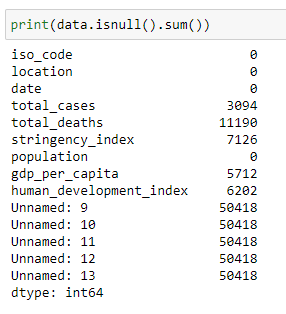 print(data.isnull().sum())
iso_code 0
location 0
date 0
total_cases 3094
total_deaths 11190
stringency_index 7126
population 0
gdp_per_capita 5712
human_development_index 6202
Unnamed: 9 50418
Unnamed: 10 50418
Unnamed: 11 50418
Unnamed: 12 50418
Unnamed: 13 50418
dtype: int64